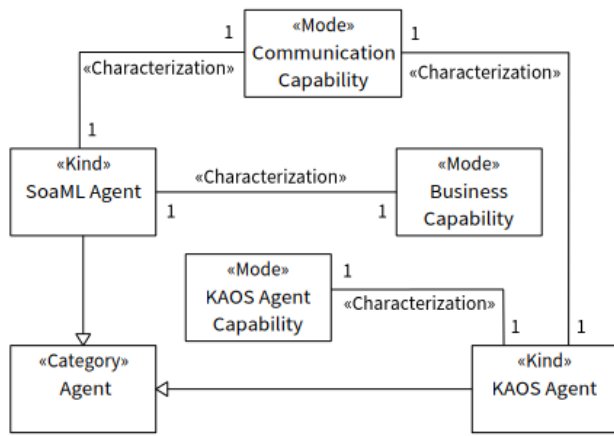 «Mode»
Communication
Capability
1
1
«Characterization»
«Characterization»
1
«Kind»
SoaML Agent
«Characterization»
1
1
«Mode»
Business
Capability
«Mode»
KAOS Agent
Capability
1
«Characterization»
1
1
«Category»
Agent
«Kind»
KAOS Agent